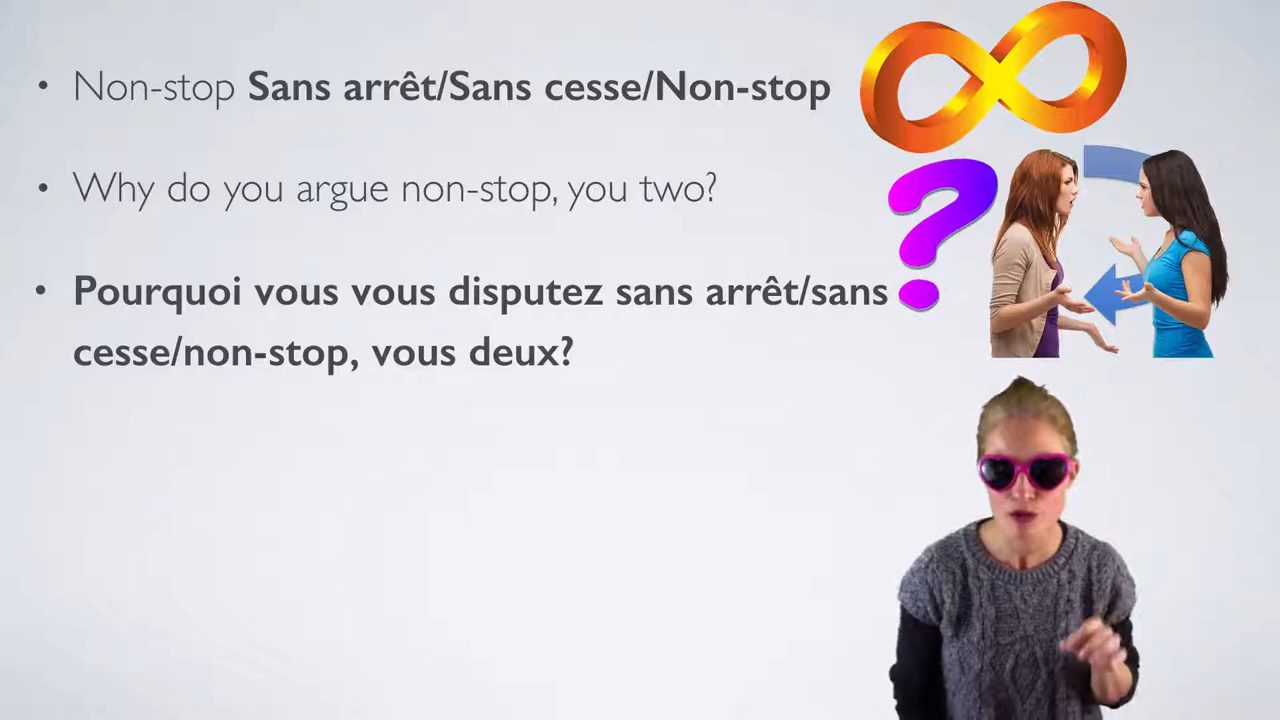 • Non-stop Sans arrêt/Sans cesse/Non-stop
• Why do you argue non-stop, you two?
• Pourquoi vous vous disputez sans arrêt/sans
cesse/non-stop, vous deux?